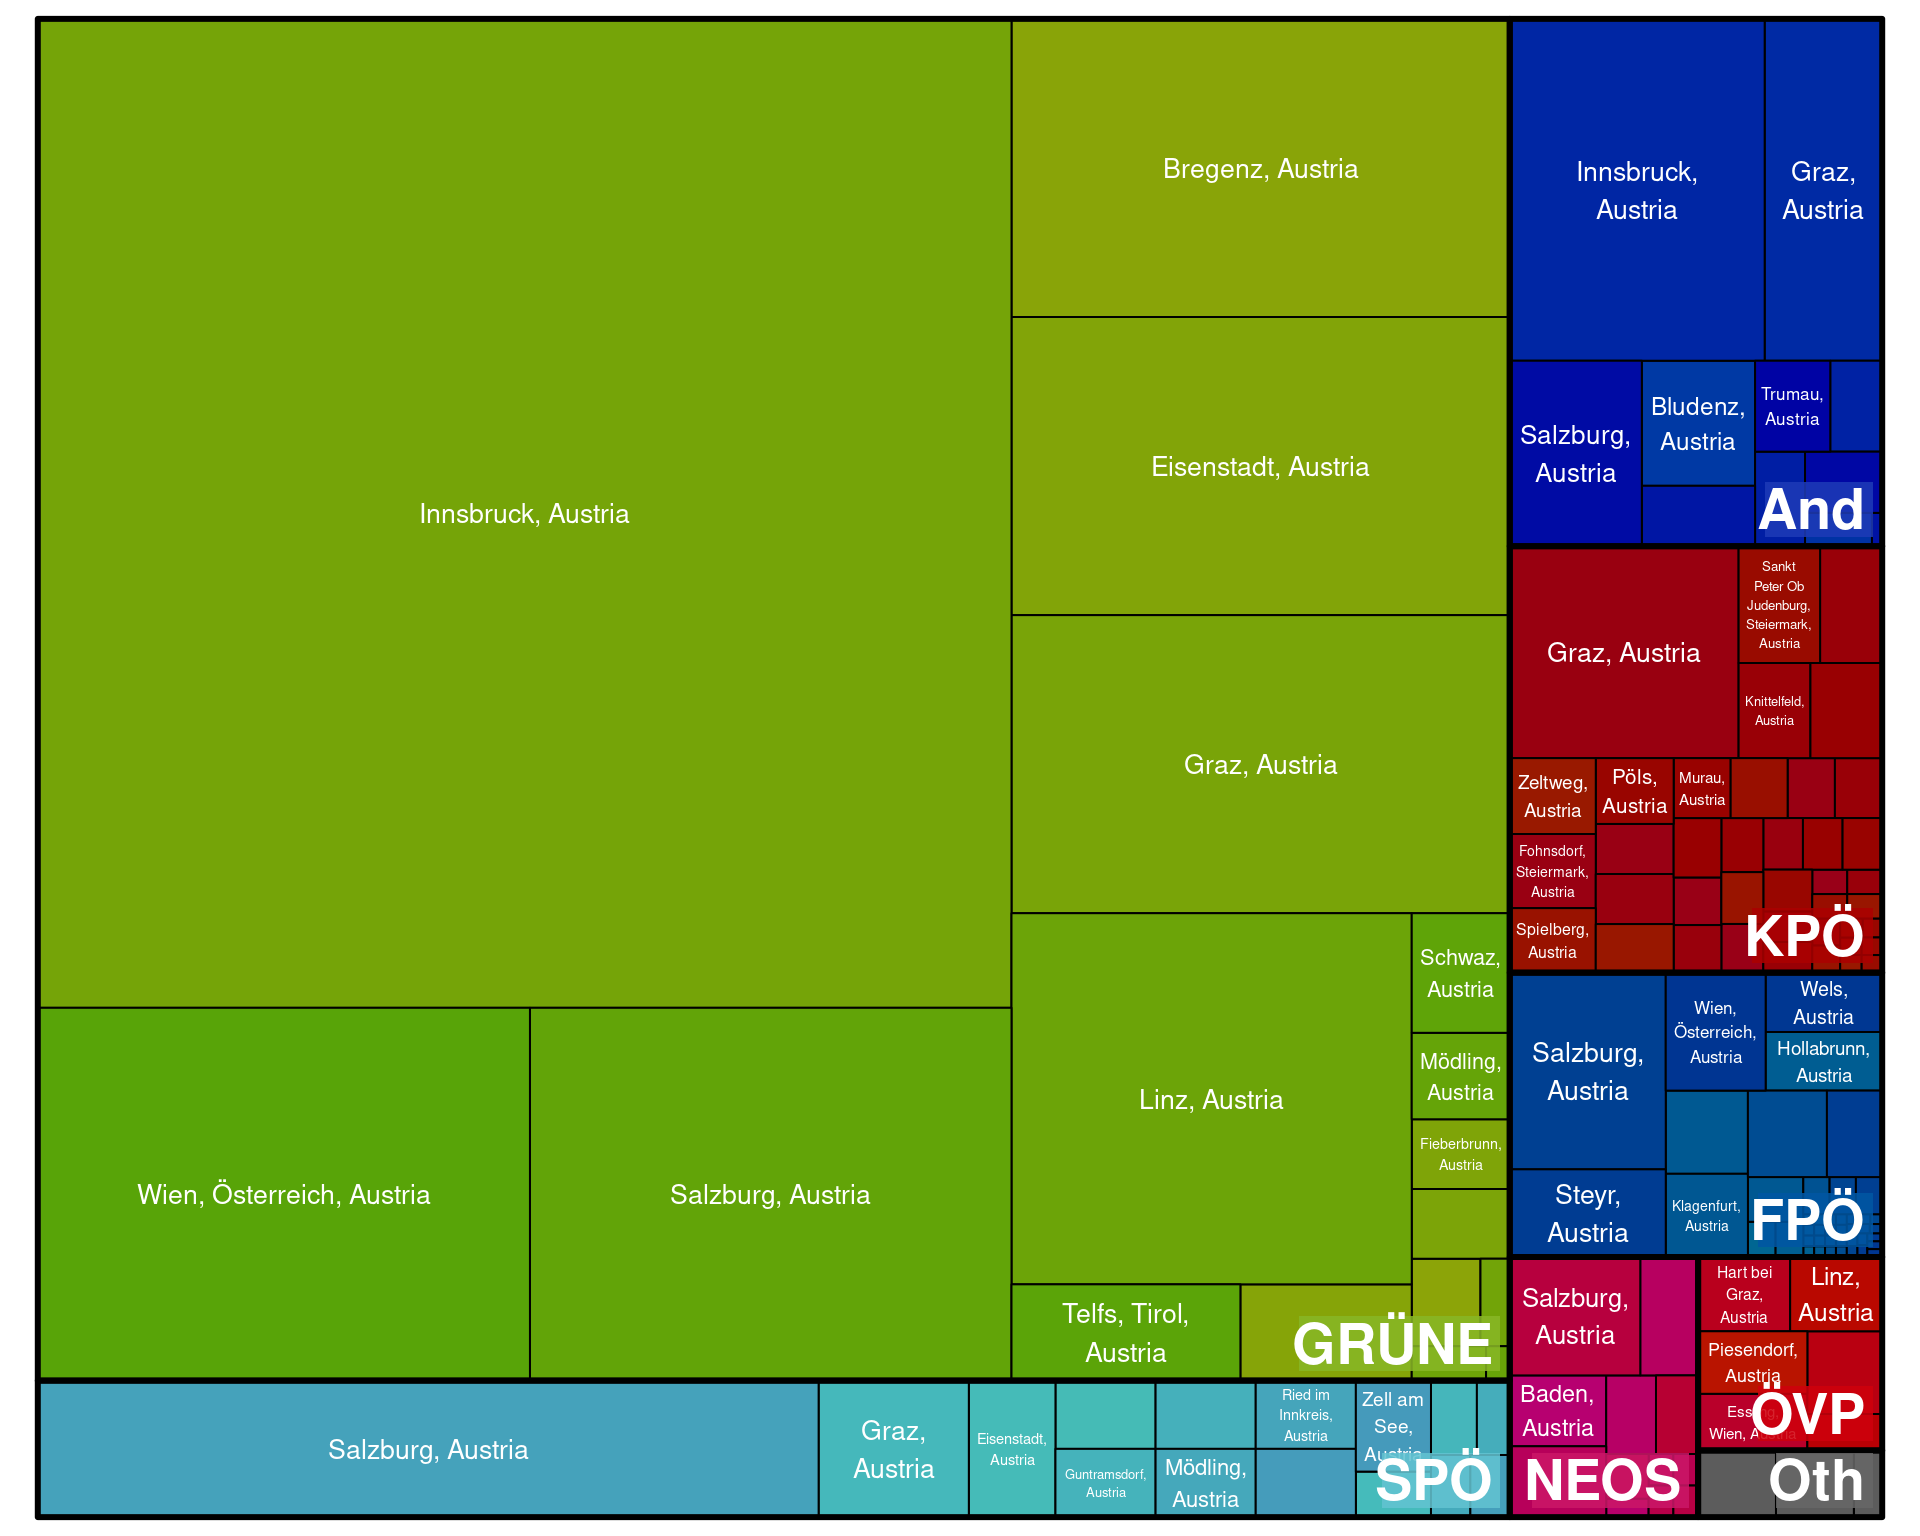 Innsbruck, Austria
Bregenz, Austria
Eisenstadt, Austria
Graz, Austria
Wien, Österreich, Austria
Salzburg, Austria
Linz, Austria
Schwaz,
Austria
Mödling,
Austria
Fieberbrunn,
Austria
Telfs, Tirol,
Austria
GRÜNE
Salzburg, Austria
Graz,
Austria
Eisenstadt,
Austria
Guntramsdorf,
Austria
Mödling,
Austria
Ried im
Innkreis,
Austria
Zell am
See,
Austria
SPÖ
Innsbruck,
Austria
Graz,
Austria
Salzburg,
Austria
Bludenz,
Austria
Trumau,
Austria
And
Graz, Austria
Sankt
Peter Ob
Judenburg,
Steiermark,
Austria
Knittelfeld,
Austria
Zeltweg,
Austria
Pöls,
Austria
Murau,
Austria
Fohnsdorf,
Steiermark,
Austria
Spielberg,
Austria
KPÖ
Salzburg,
Austria
Wien,
Österreich,
Austria
Wels,
Austria
Hollabrunn,
Austria
Steyr,
Austria
Klagenfurt,
Austria
FPÖ
Salzburg,
Austria
Baden,
Austria
NEOS
Hart bei
Graz,
Austria
Linz,
Austria
Piesendorf,
Austria
Essling,
Wien, Austria
ÖVP
Oth